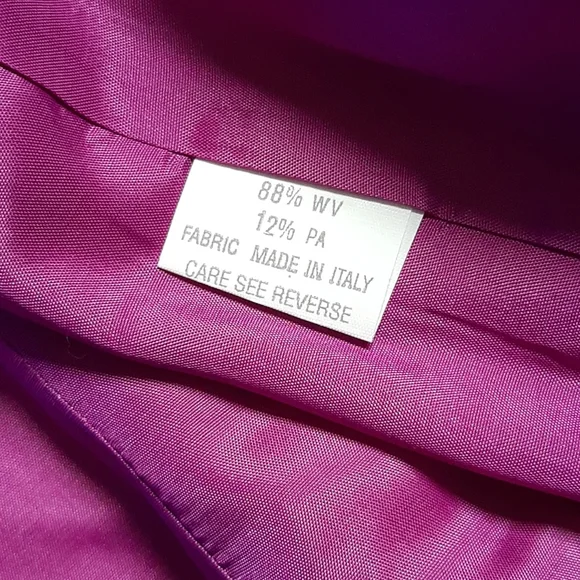 88% WV
12% PA
FABRIC MADE IN ITALY
CARE SEE REVERSE